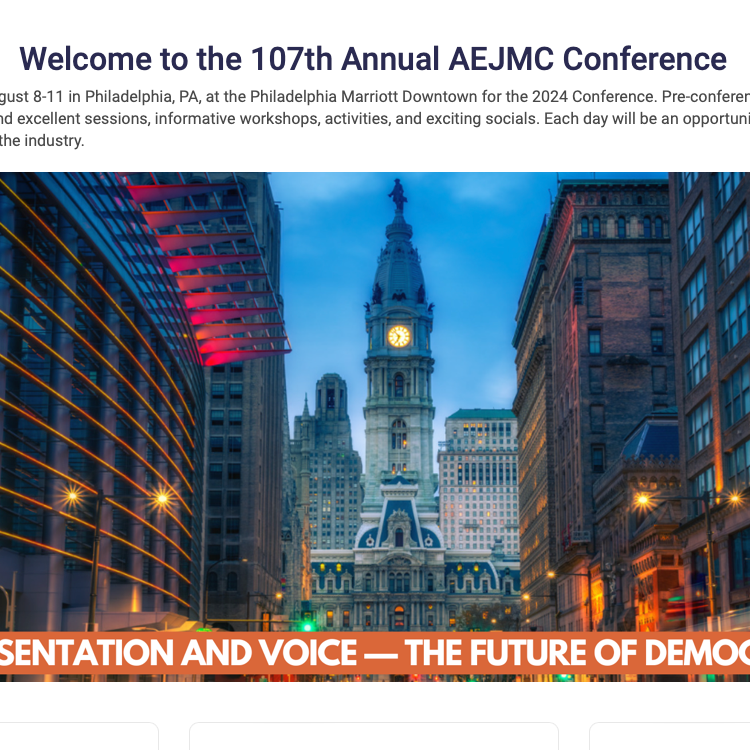 Welcome to the 107th Annual AEJMC Conference
gust 8-11 in Philadelphia, PA, at the Philadelphia Marriott Downtown for the 2024 Conference. Pre-conferen
nd excellent sessions, informative workshops, activities, and exciting socials. Each day will be an opportuni
the industry.
SENTATION AND VOICE — THE FUTURE OF DEMOC